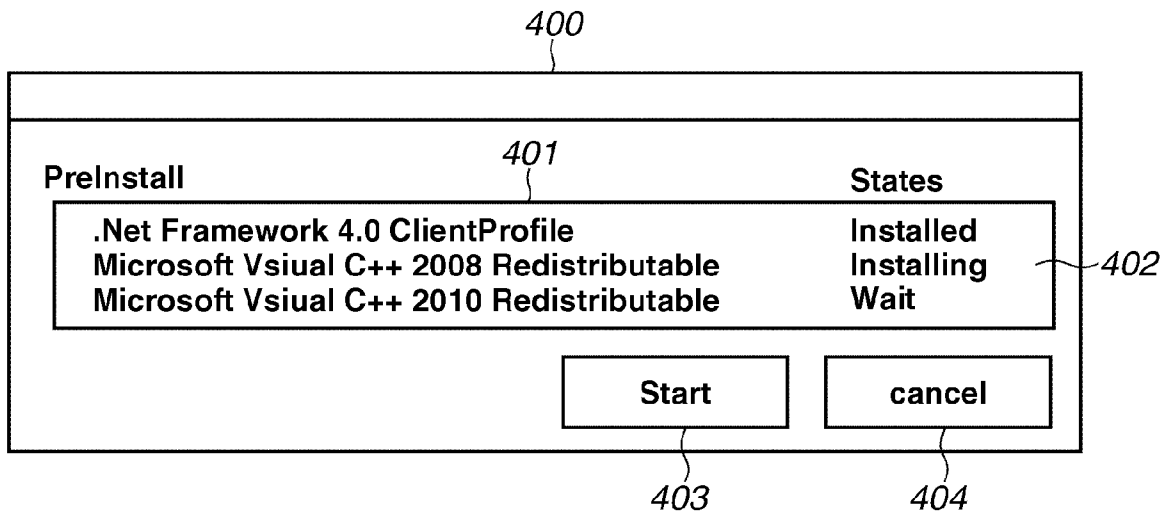 400
401
PreInstall States
.Net Framework 4.0 ClientProfile Installed
Microsoft Vsiual C++ 2008 Redistributable Installing 402
Microsoft Vsiual C++ 2010 Redistributable Wait
Start cancel
403 404